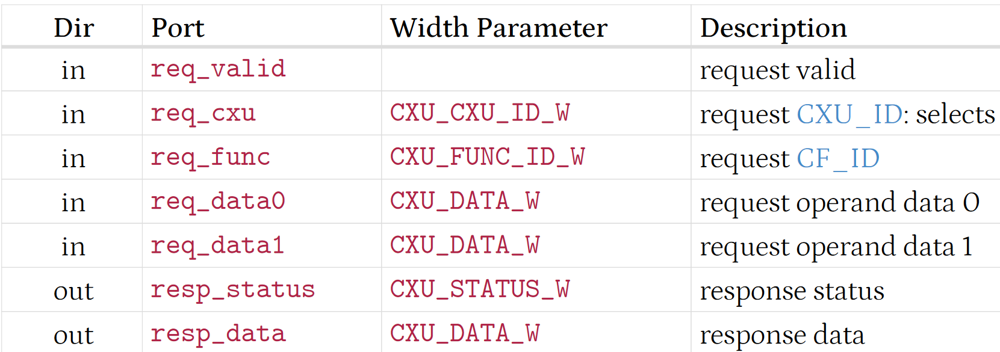 Dir Port Width Parameter Description
in req_valid request valid
in req_cxu CXU_CXU_ID_W request CXU_ID: selects
in req_func CXU_FUNC_ID_W request CF_ID
in req_data0 CXU_DATA_W request operand data 0
in req_data1 CXU_DATA_W request operand data 1
out resp_status CXU_STATUS_W response status
out resp_data CXU_DATA_W response data